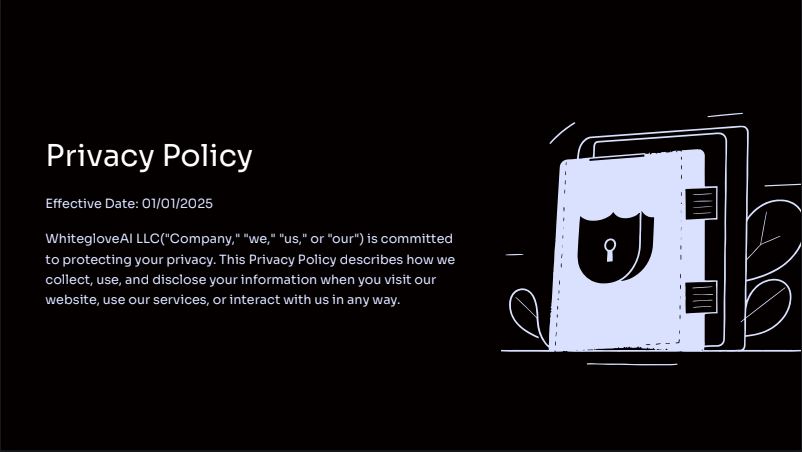 Privacy Policy
Effective Date: 01/01/2025
WhitegloveAI LLC("Company," "we," "us," or "our") is committed
to protecting your privacy. This Privacy Policy describes how we
collect, use, and disclose your information when you visit our
website, use our services, or interact with us in any way.